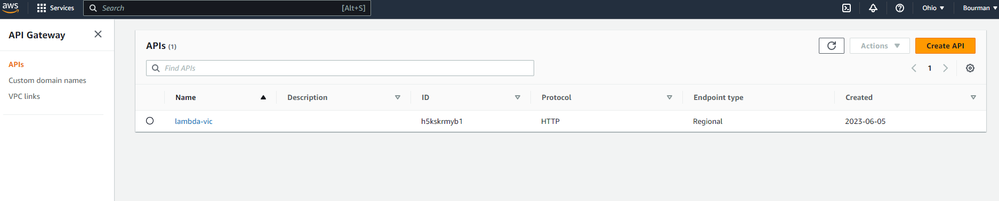 aws Services Search [Alt+S] Ohio Bourman
API Gateway
APIs
Custom domain names
VPC links
APIs (1) Actions Create API
Find APIs 1
Name Description ID Protocol Endpoint type Created
lambda-vic h5kskrmyb1 HTTP Regional 2023-06-05